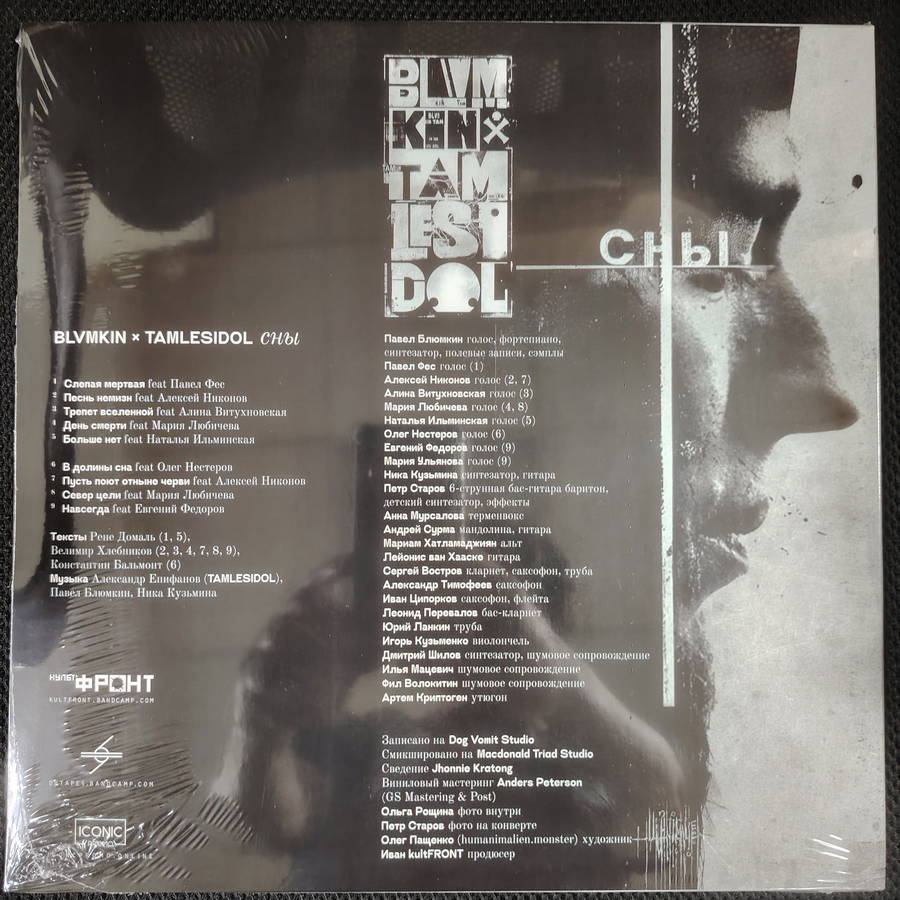 BLVM
KIN ×
TAM
LESI
DOL
СНЫ
BLVMKIN × TAMLESIDOL сны
1 Слепая мертвая feat Павел Фес
2 Песнь немизн feat Алексей Никонов
3 Трепет вселенной feat Алина Витухновская
4 День смерти feat Мария Любичева
5 Больше нет feat Наталья Ильминская
6 В долины сна feat Олег Нестеров
7 Пусть поют отныне черви feat Алексей Никонов
8 Север цели feat Мария Любичева
9 Навсегда feat Евгений Федоров
Тексты Рене Домаль (1, 5),
Велимир Хлебников (2, 3, 4, 7, 8, 9),
Константин Бальмонт (6)
Музыка Александр Епифанов (TAMLESIDOL),
Павел Блюмкин, Ника Кузьмина
КУЛЬТ
ФРОНТ
KULTFRONT.BANDCAMP.COM
TAPES.BANDCAMP.COM
ICONIC
.ONLINE
Павел Блюмкин голос, фортепиано,
синтезатор, полевые записи, сэмплы
Павел Фес голос (1)
Алексей Никонов голос (2, 7)
Алина Витухновская голос (3)
Мария Любичева голос (4, 8)
Наталья Ильминская голос (5)
Олег Нестеров голос (6)
Евгений Федоров голос (9)
Мария Ульянова голос (9)
Ника Кузьмина синтезатор, гитара
Петр Старов 6-струнная бас-гитара баритон,
детский синтезатор, эффекты
Анна Мурсалова терменвокс
Андрей Сурма мандолина, гитара
Мариам Хатламаджиян альт
Лейонис ван Хааске гитара
Сергей Востров кларнет, саксофон, труба
Александр Тимофеев саксофон
Иван Ципорков саксофон, флейта
Леонид Перевалов бас-кларнет
Юрий Ланкин труба
Игорь Кузьменко виолончель
Дмитрий Шилов синтезатор, шумовое сопровождение
Илья Мацевич шумовое сопровождение
Фил Волокитин шумовое сопровождение
Артем Криптоген утюгон
Записано на Dog Vomit Studio
Смикшировано на Macdonald Triad Studio
Сведение Jhonnie Kratong
Виниловый мастеринг Anders Peterson
(GS Mastering & Post)
Ольга Рощина фото внутри
Петр Старов фото на конверте
Олег Пащенко (humanimalien.monster) художник
Иван kultFRONT продюсер